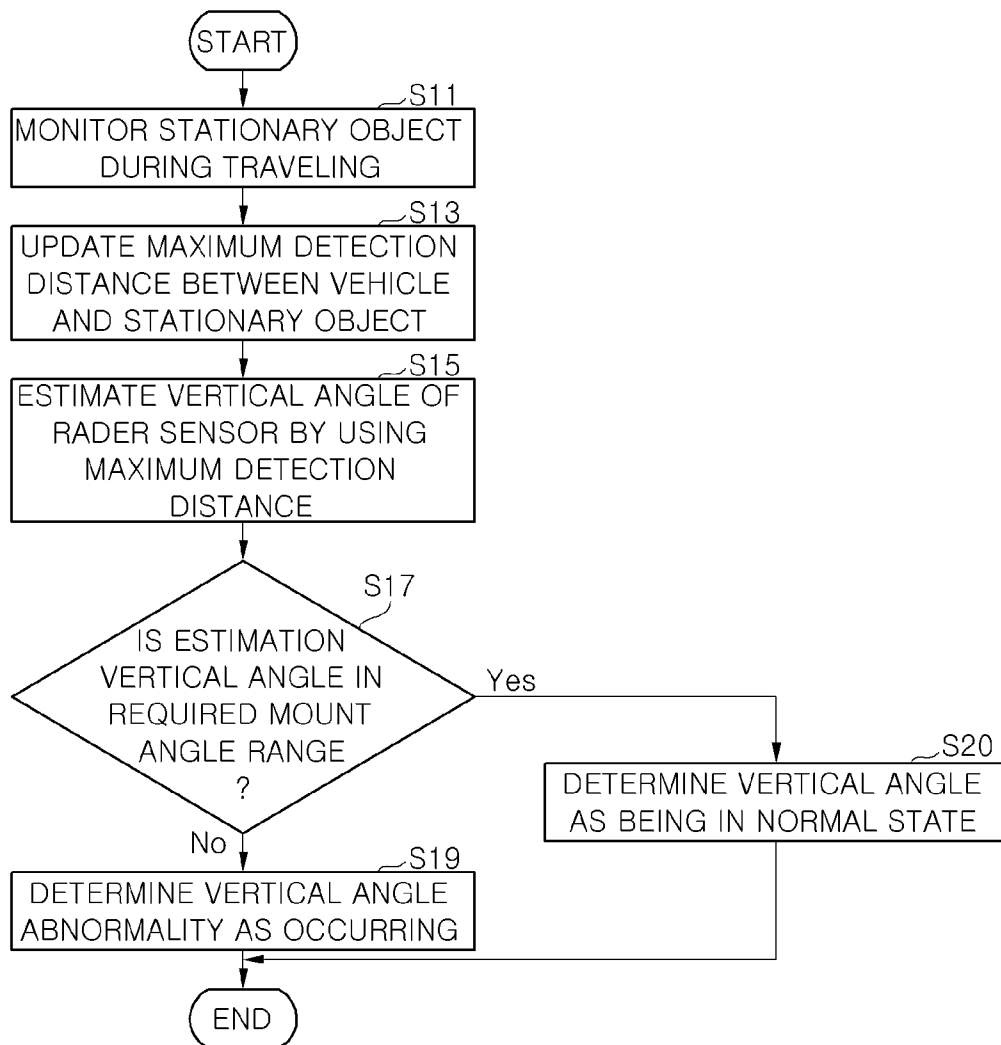 START
S11
MONITOR STATIONARY OBJECT
DURING TRAVELING
S13
UPDATE MAXIMUM DETECTION
DISTANCE BETWEEN VEHICLE
AND STATIONARY OBJECT
S15
ESTIMATE VERTICAL ANGLE OF
RADER SENSOR BY USING
MAXIMUM DETECTION
DISTANCE
S17
IS ESTIMATION
VERTICAL ANGLE IN
REQUIRED MOUNT
ANGLE RANGE
?
Yes
S20
DETERMINE VERTICAL ANGLE
AS BEING IN NORMAL STATE
No
S19
DETERMINE VERTICAL ANGLE
ABNORMALITY AS OCCURRING
END